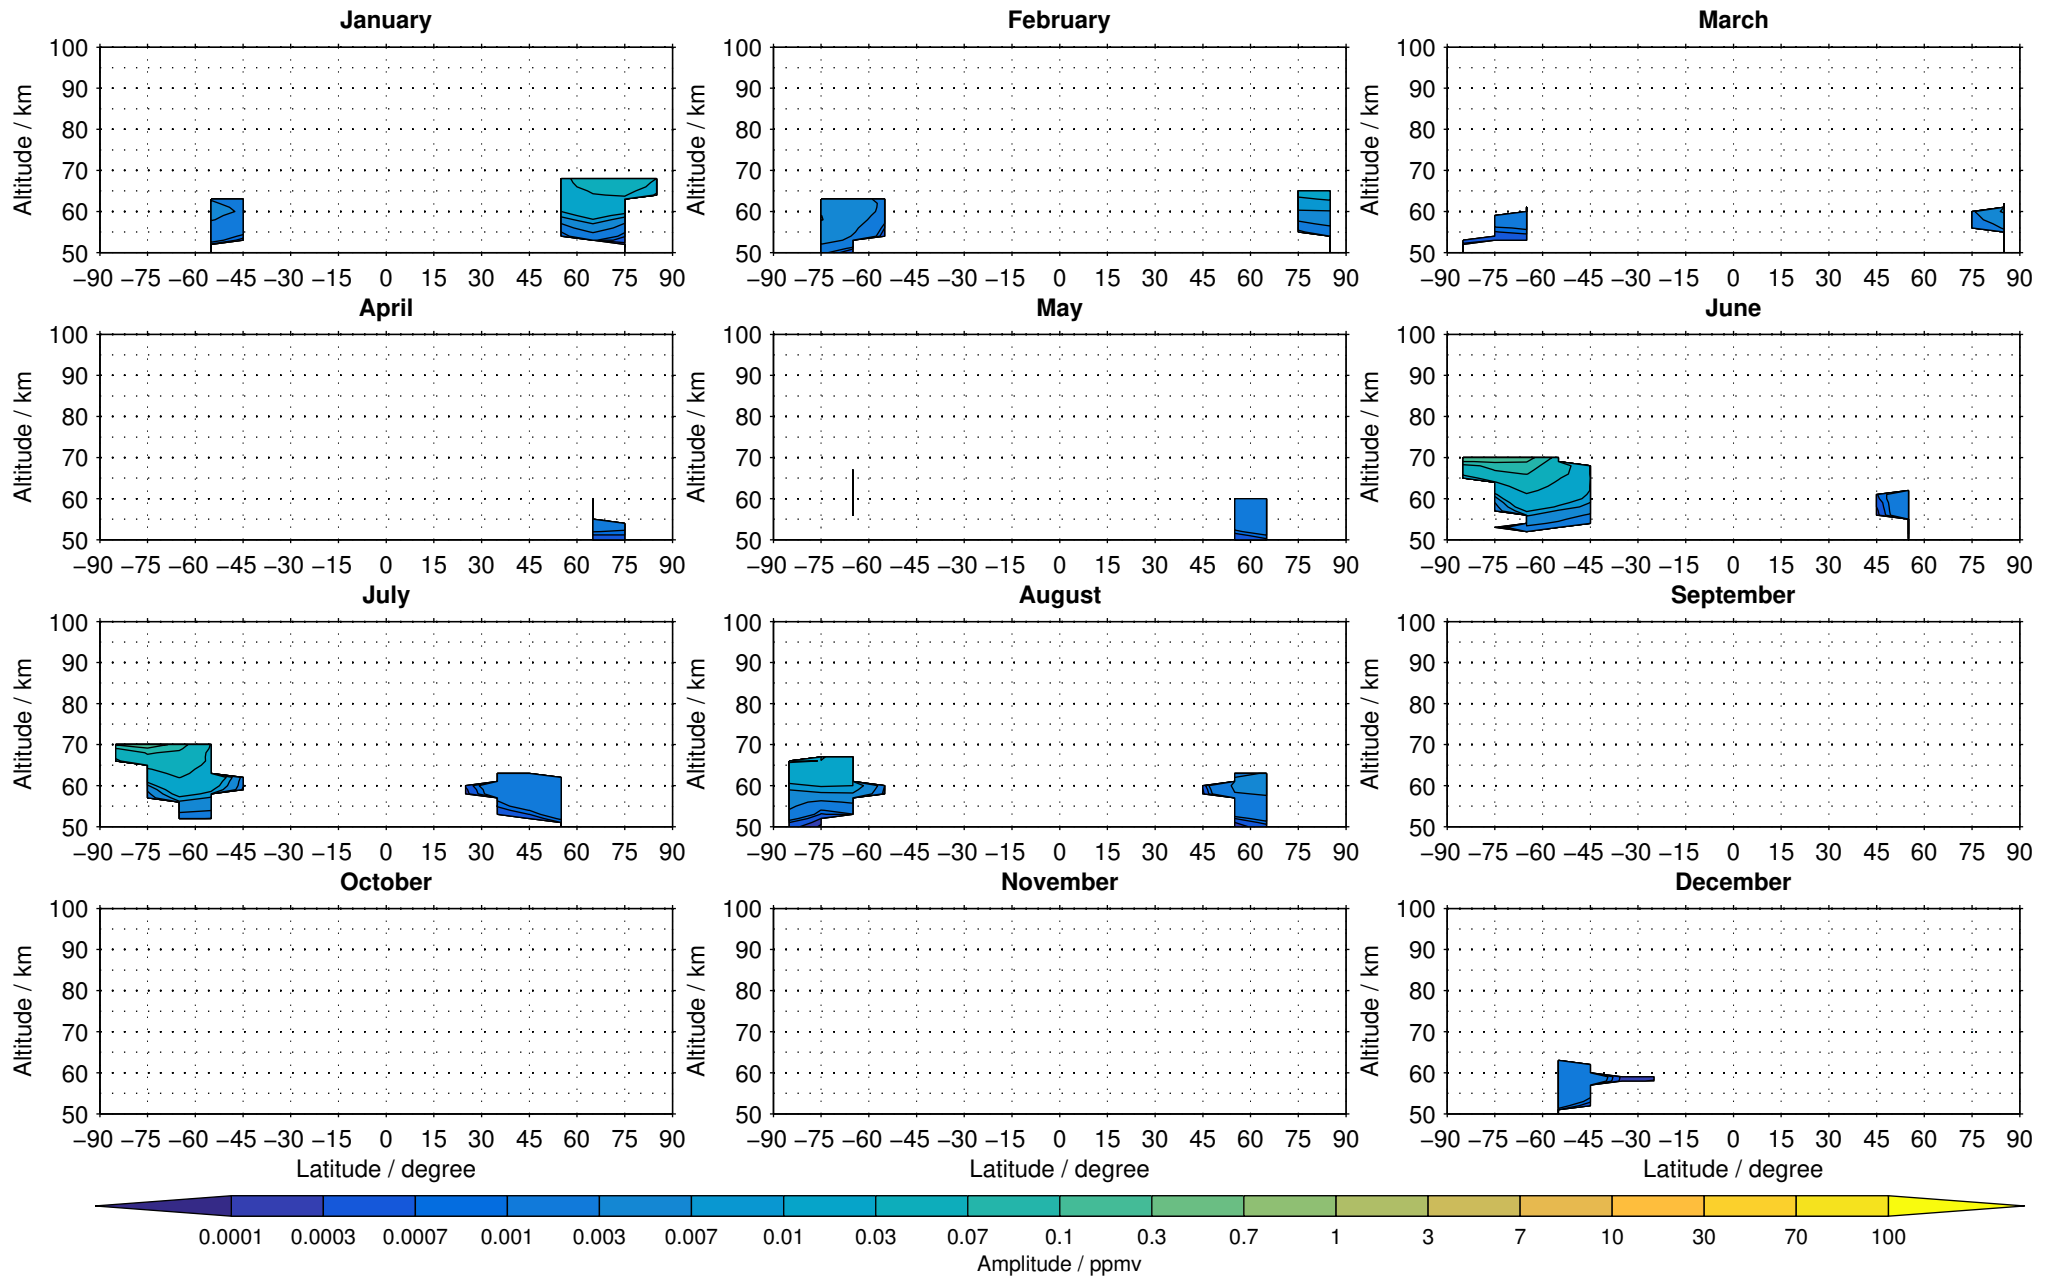 January February March
100 100 100
90 90 90
80 80 80
70 70 70
60 60 60
50 50 50
Altitude / km Altitude / km Altitude / km
−90 −75 −60 −45 −30 −15 0 15 30 45 60 75 90 −90 −75 −60 −45 −30 −15 0 15 30 45 60 75 90 −90 −75 −60 −45 −30 −15 0 15 30 45 60 75 90
April May June
100 100 100
90 90 90
80 80 80
70 70 70
60 60 60
50 50 50
Altitude / km Altitude / km Altitude / km
−90 −75 −60 −45 −30 −15 0 15 30 45 60 75 90 −90 −75 −60 −45 −30 −15 0 15 30 45 60 75 90 −90 −75 −60 −45 −30 −15 0 15 30 45 60 75 90
July August September
100 100 100
90 90 90
80 80 80
70 70 70
60 60 60
50 50 50
Altitude / km Altitude / km Altitude / km
−90 −75 −60 −45 −30 −15 0 15 30 45 60 75 90 −90 −75 −60 −45 −30 −15 0 15 30 45 60 75 90 −90 −75 −60 −45 −30 −15 0 15 30 45 60 75 90
October November December
100 100 100
90 90 90
80 80 80
70 70 70
60 60 60
50 50 50
Altitude / km Altitude / km Altitude / km
−90 −75 −60 −45 −30 −15 0 15 30 45 60 75 90 −90 −75 −60 −45 −30 −15 0 15 30 45 60 75 90 −90 −75 −60 −45 −30 −15 0 15 30 45 60 75 90
Latitude / degree Latitude / degree Latitude / degree
0.0001 0.0003 0.0007 0.001 0.003 0.007 0.01 0.03 0.07 0.1 0.3 0.7 1 3 7 10 30 70 100
Amplitude / ppmv